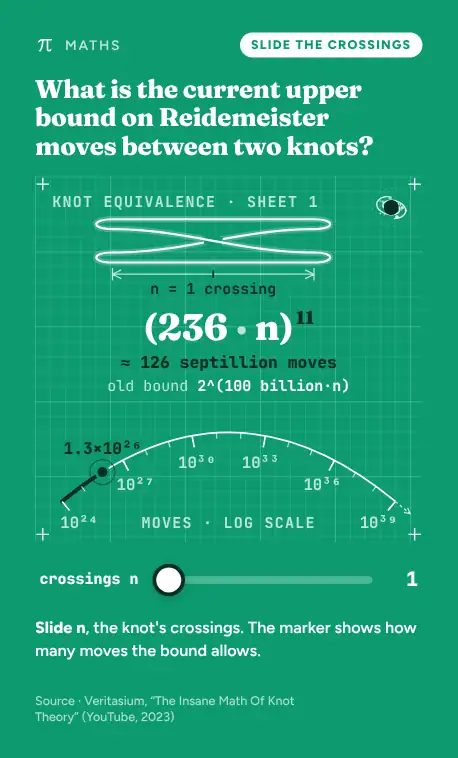 π MATHS
SLIDE THE CROSSINGS
What is the current upper
bound on Reidemeister
moves between two knots?
KNOT EQUIVALENCE · SHEET 1
n = 1 crossing
(236 · n)¹¹
≈ 126 septillion moves
old bound 2^(100 billion·n)
1.3×10²⁶
10³⁰ 10³³
10²⁷ 10³⁶
10²⁴ MOVES · LOG SCALE 10³⁹
crossings n 1
Slide n, the knot's crossings. The marker shows how
many moves the bound allows.
Source · Veritasium, “The Insane Math Of Knot
Theory” (YouTube, 2023)